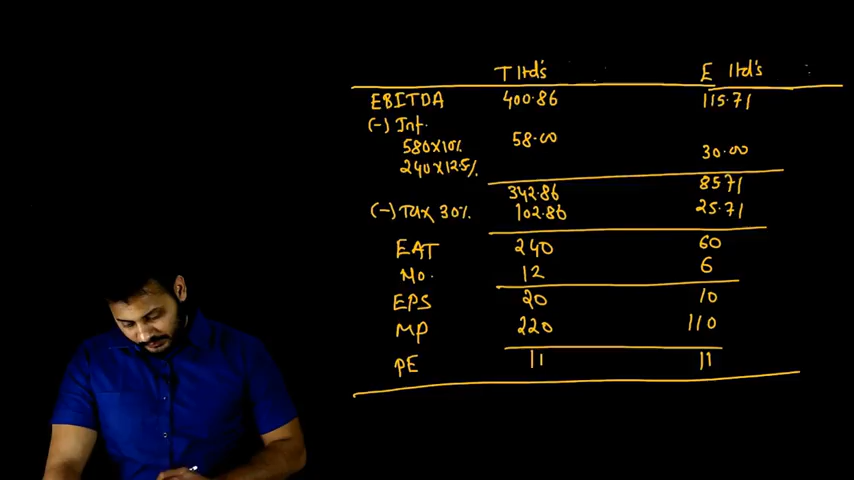 T ltd's E ltd's
EBITDA 400.86 115.71
(-) Int.
580x10% 58.00
240x12.5% 30.00
342.86 85.71
(-) Tax 30% 102.86 25.71
EAT 240 60
No. 12 6
EPS 20 10
MP 220 110
PE 11 11